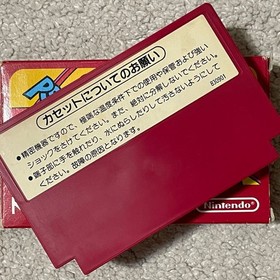 カセットについてのお願い
●精密機器ですので、極端な温度条件下での使用や保管および強い
ショックをさけてください。また、絶対に分解しないでください。
●端子部に手を触れたり、水にぬらしたりして汚さないようにして
ください。故障の原因となります。
830901
Nintendo